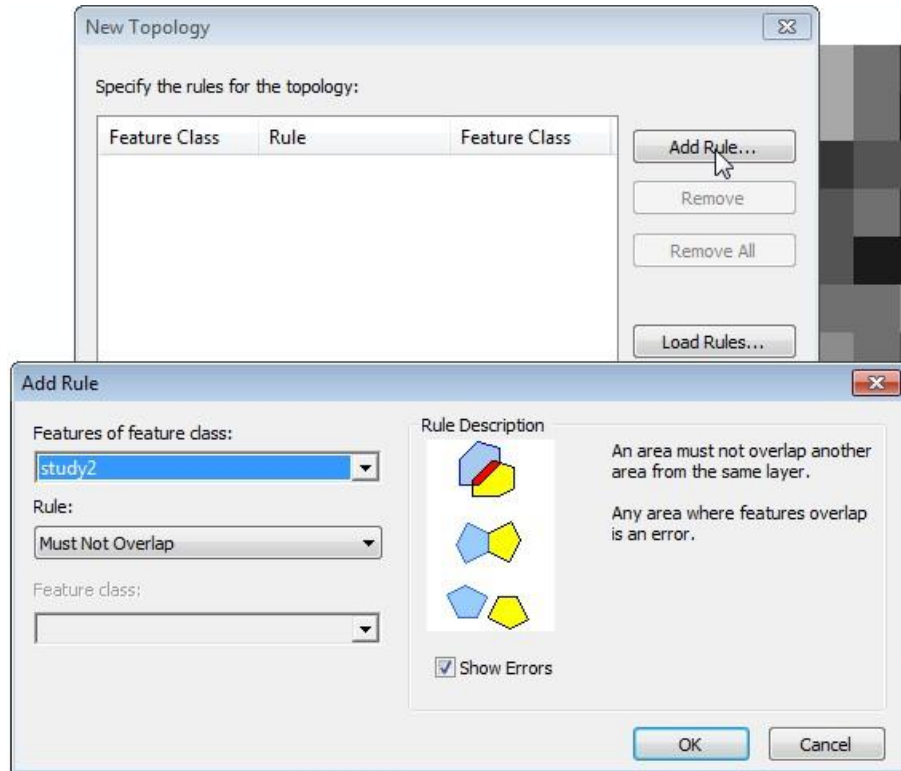 New Topology
Specify the rules for the topology:
Feature Class Rule Feature Class
Add Rule...
Remove
Remove All
Load Rules...
Add Rule
Features of feature class:
study2
Rule:
Must Not Overlap
Feature class:
Rule Description
An area must not overlap another
area from the same layer.
Any area where features overlap
is an error.
Show Errors
OK Cancel